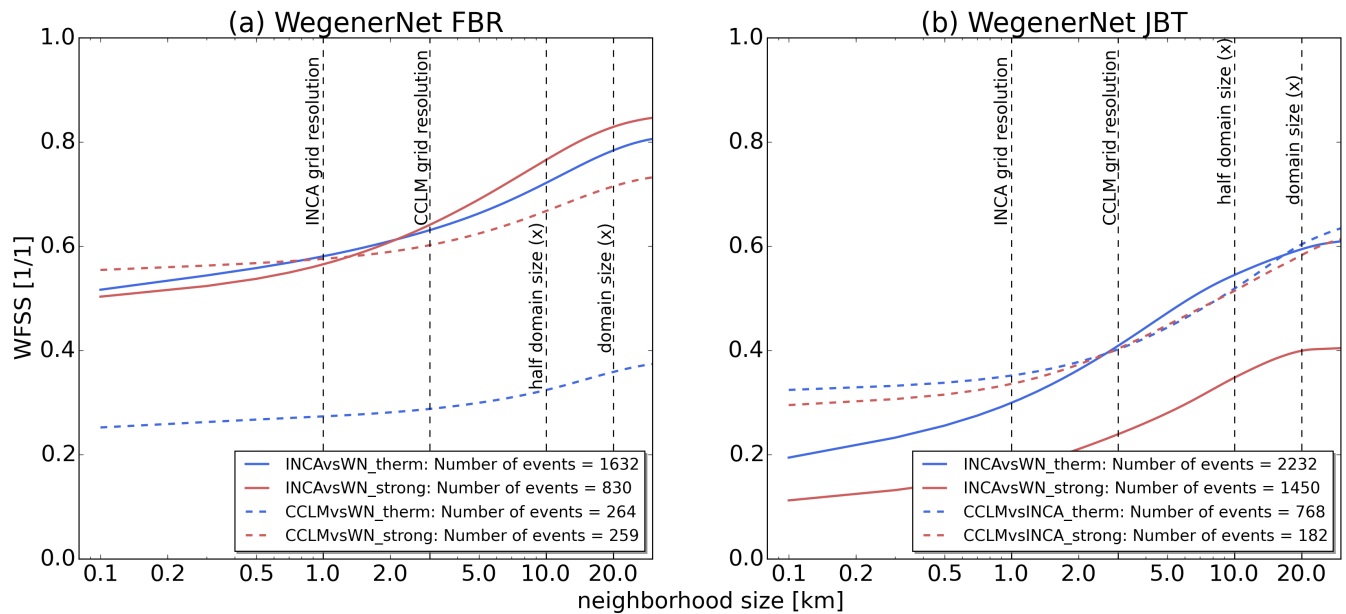 (a) WegenerNet FBR
(b) WegenerNet JBT
WFSS [1/1]
1.0
0.8
0.6
0.4
0.2
0.0
INCA grid resolution
CCLM grid resolution
half domain size (x)
domain size (x)
INCAvsWN_therm: Number of events = 1632
INCAvsWN_strong: Number of events = 830
CCLMvsWN_therm: Number of events = 264
CCLMvsWN_strong: Number of events = 259
0.1 0.2 0.5 1.0 2.0 5.0 10.0 20.0
1.0
0.8
0.6
0.4
0.2
0.0
INCA grid resolution
CCLM grid resolution
half domain size (x)
domain size (x)
INCAvsWN_therm: Number of events = 2232
INCAvsWN_strong: Number of events = 1450
CCLMvsINCA_therm: Number of events = 768
CCLMvsINCA_strong: Number of events = 182
0.1 0.2 0.5 1.0 2.0 5.0 10.0 20.0
neighborhood size [km]